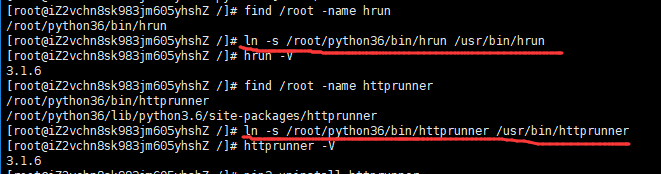 [root@iZ2vchn8sk983jm605yhshZ /]# find /root -name hrun
/root/python36/bin/hrun
[root@iZ2vchn8sk983jm605yhshZ /]# ln -s /root/python36/bin/hrun /usr/bin/hrun
[root@iZ2vchn8sk983jm605yhshZ /]# hrun -V
3.1.6
[root@iZ2vchn8sk983jm605yhshZ /]# find /root -name httprunner
/root/python36/bin/httprunner
/root/python36/lib/python3.6/site-packages/httprunner
[root@iZ2vchn8sk983jm605yhshZ /]# ln -s /root/python36/bin/httprunner /usr/bin/httprunner
[root@iZ2vchn8sk983jm605yhshZ /]# httprunner -V
3.1.6